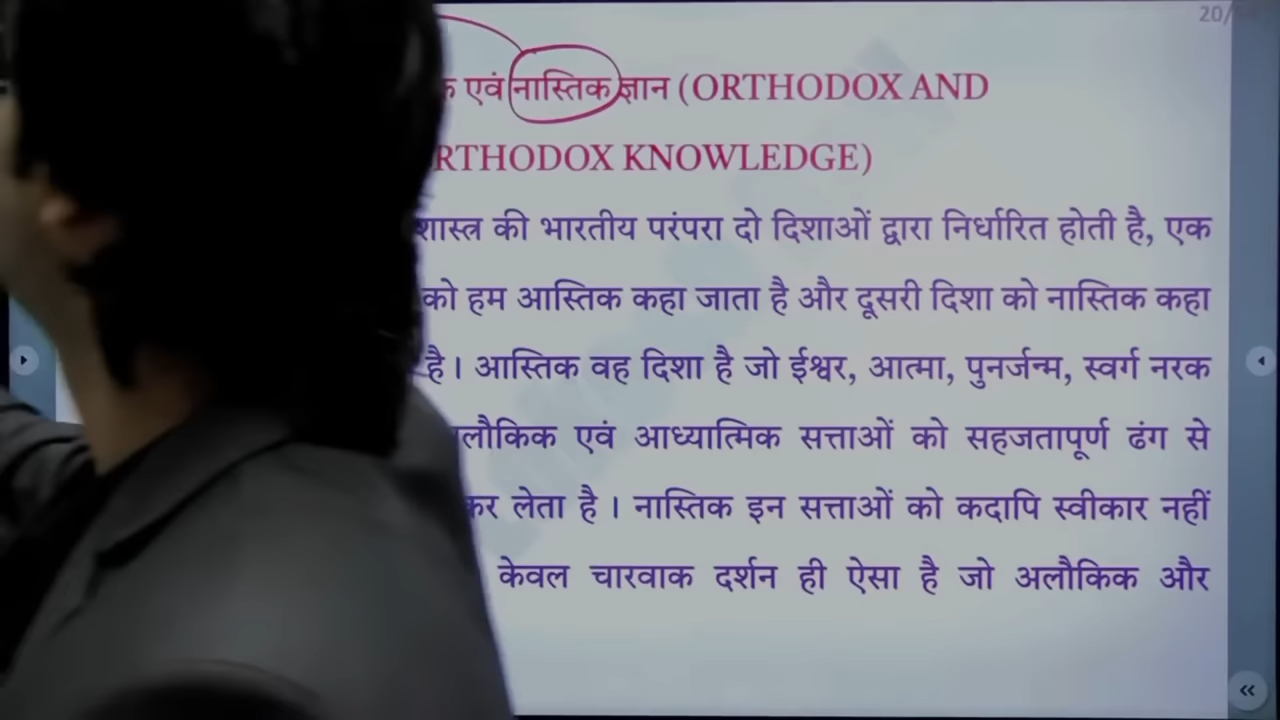 20/
एवं नास्तिक ज्ञान (ORTHODOX AND
RTHODOX KNOWLEDGE)
शास्त्र की भारतीय परंपरा दो दिशाओं द्वारा निर्धारित होती है, एक
को हम आस्तिक कहा जाता है और दूसरी दिशा को नास्तिक कहा
है। आस्तिक वह दिशा है जो ईश्वर, आत्मा, पुनर्जन्म, स्वर्ग नरक
लौकिक एवं आध्यात्मिक सत्ताओं को सहजतापूर्ण ढंग से
कर लेता है। नास्तिक इन सत्ताओं को कदापि स्वीकार नहीं
केवल चारवाक दर्शन ही ऐसा है जो अलौकिक और